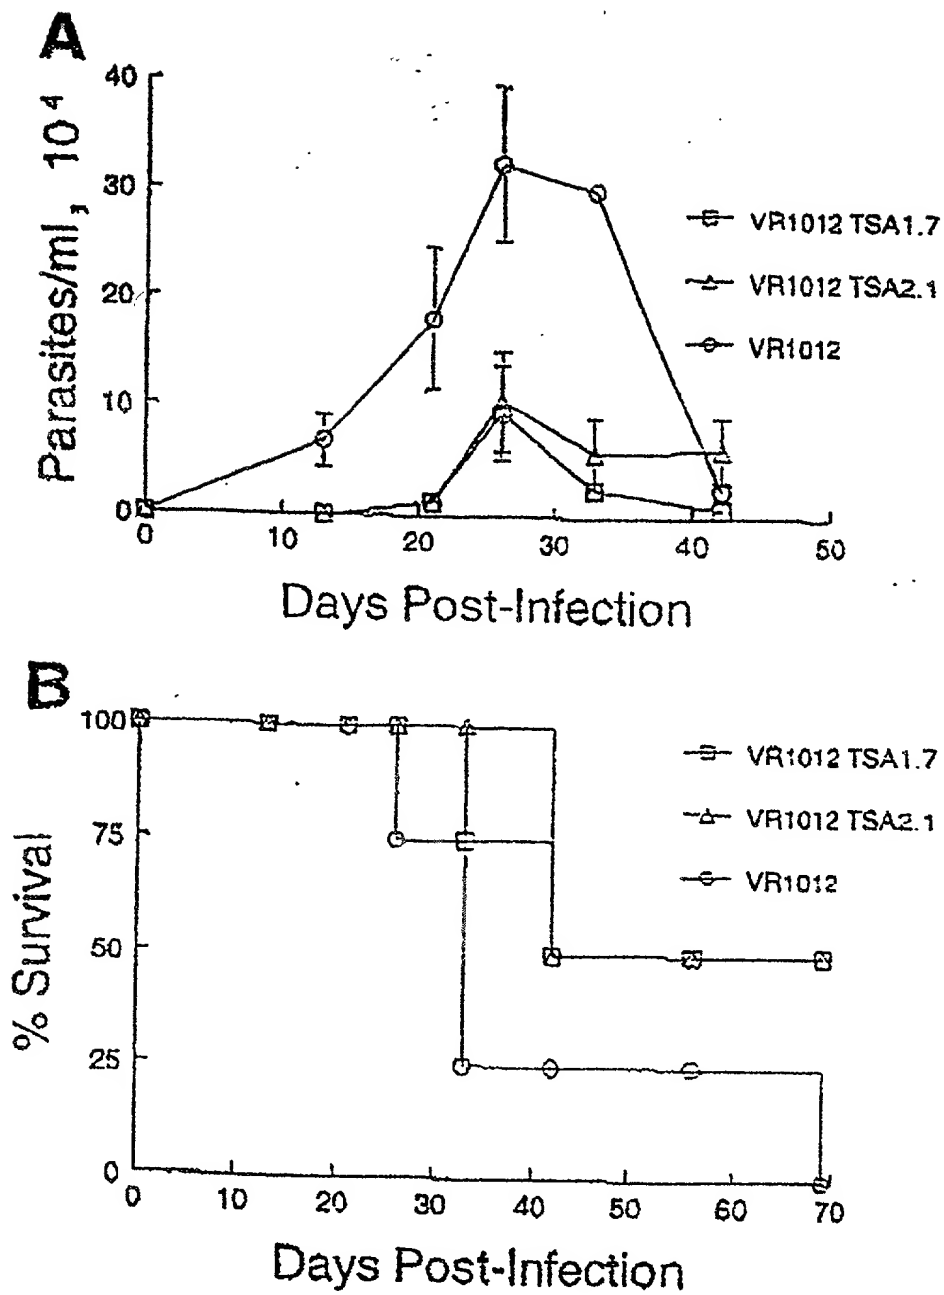 A
Parasites/ml, 10⁴
40
30
20
10
0
0 10 20 30 40 50
Days Post-Infection
VR1012 TSA1.7
VR1012 TSA2.1
VR1012
B
% Survival
100
75
50
25
0
0 10 20 30 40 50 60 70
Days Post-Infection
VR1012 TSA1.7
VR1012 TSA2.1
VR1012